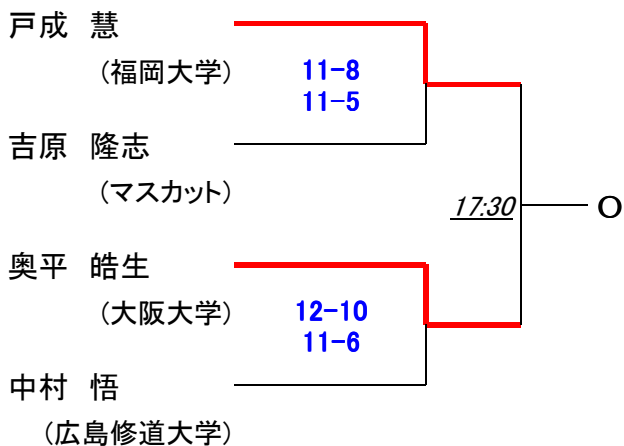 戸成 慧
(福岡大学)
11-8
11-5
吉原 隆志
(マスカット)
17:30
O
奥平 皓生
(大阪大学)
12-10
11-6
中村 悟
(広島修道大学)